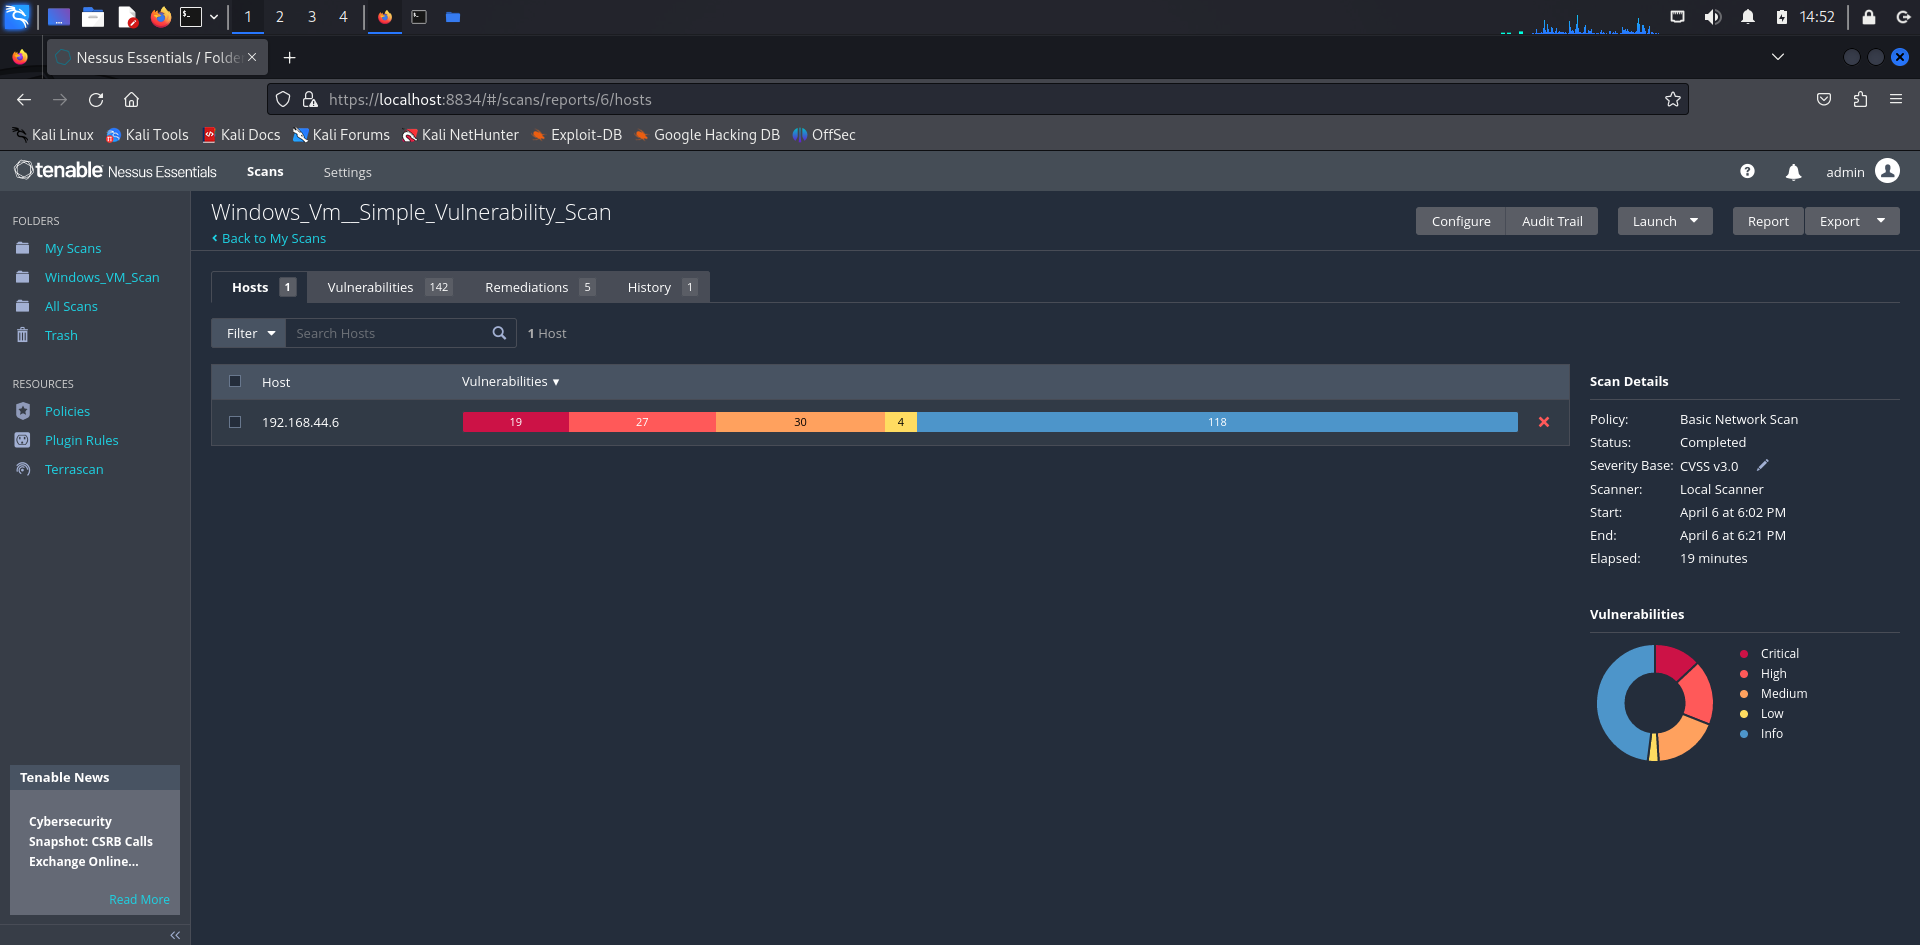 1 2 3 4
14:52
Nessus Essentials / Folde
https://localhost:8834/#/scans/reports/6/hosts
Kali Linux Kali Tools Kali Docs Kali Forums Kali NetHunter Exploit-DB Google Hacking DB OffSec
tenable Nessus Essentials Scans Settings admin
FOLDERS
My Scans
Windows_VM_Scan
All Scans
Trash
RESOURCES
Policies
Plugin Rules
Terrascan
Tenable News
Cybersecurity
Snapshot: CSRB Calls
Exchange Online...
Read More
Windows_Vm__Simple_Vulnerability_Scan
Back to My Scans
Configure Audit Trail Launch Report Export
Hosts 1 Vulnerabilities 142 Remediations 5 History 1
Filter Search Hosts 1 Host
Host Vulnerabilities
192.168.44.6 19 27 30 4 118
Scan Details
Policy: Basic Network Scan
Status: Completed
Severity Base: CVSS v3.0
Scanner: Local Scanner
Start: April 6 at 6:02 PM
End: April 6 at 6:21 PM
Elapsed: 19 minutes
Vulnerabilities
Critical
High
Medium
Low
Info